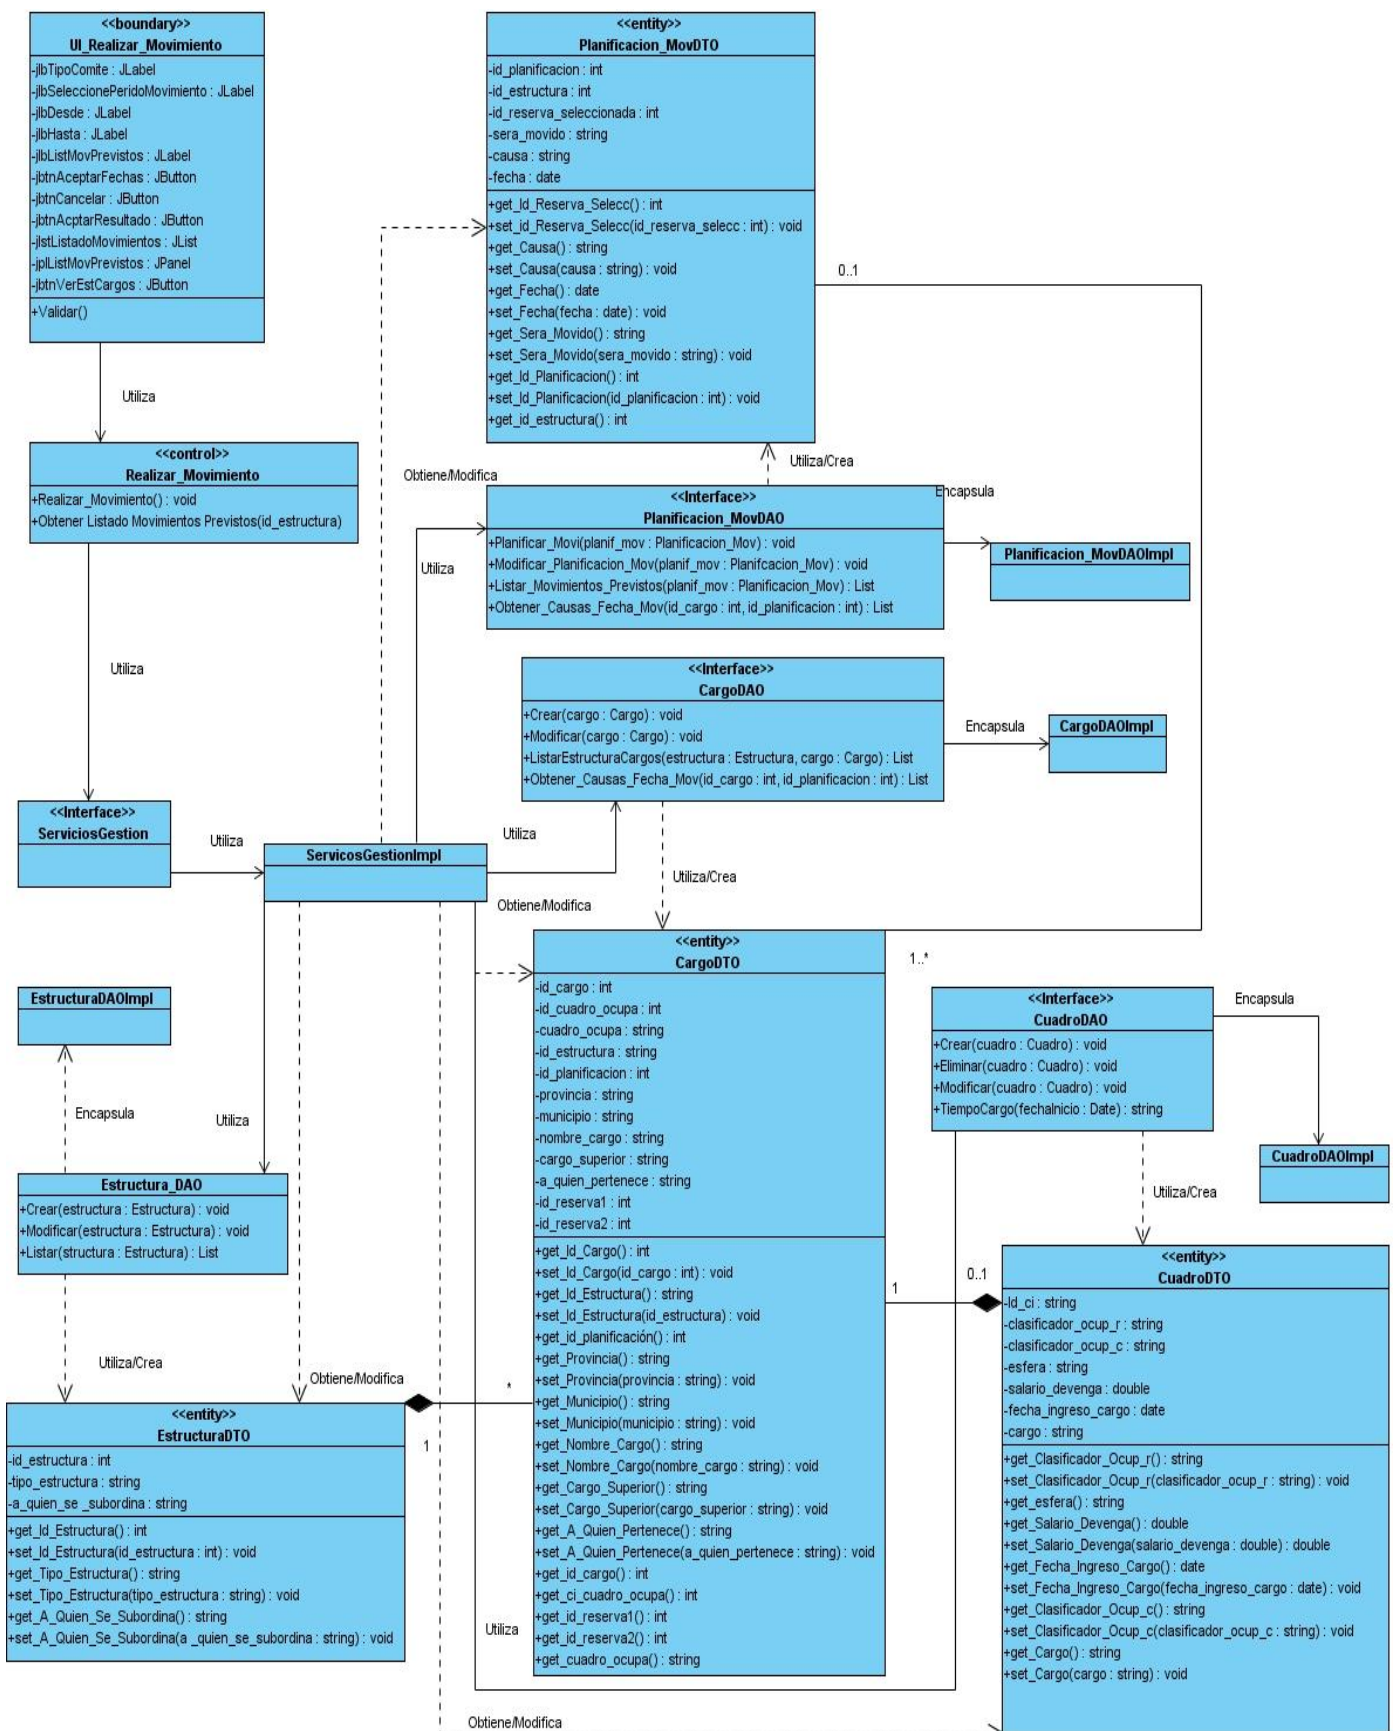 <<boundary>>
UI_Realizar_Movimiento
-jlbTipoComite : JLabel
-jlbSeleccionePeridoMovimiento : JLabel
-jlbDesde : JLabel
-jlbHasta : JLabel
-jlbListMovPrevistos : JLabel
-jbtnAceptarFechas : JButton
-jbtnCancelar : JButton
-jbtnAcptarResultado : JButton
-jlstListadoMovimientos : JList
-jplListMovPrevistos : JPanel
-jbtnVerEstCargos : JButton
+Validar()
Utiliza
<<control>>
Realizar_Movimiento
+Realizar_Movimiento() : void
+Obtener Listado Movimientos Previstos(id_estructura)
Utiliza
<<Interface>>
ServiciosGestion
Utiliza
ServicosGestionImpl
<<entity>>
Planificacion_MovDTO
-id_planificacion : int
-id_estructura : int
-id_reserva_seleccionada : int
-sera_movido : string
-causa : string
-fecha : date
+get_Id_Reserva_Selecc() : int
+set_id_Reserva_Selecc(id_reserva_selecc : int) : void
+get_Causa() : string
+set_Causa(causa : string) : void
+get_Fecha() : date
+set_Fecha(fecha : date) : void
+get_Sera_Movido() : string
+set_Sera_Movido(sera_movido : string) : void
+get_Id_Planificacion() : int
+set_Id_Planificacion(id_planificacion : int) : void
+get_id_estructura() : int
0..1
Utiliza/Crea
Obtiene/Modifica
Encapsula
<<Interface>>
Planificacion_MovDAO
+Planificar_Movi(planif_mov : Planificacion_Mov) : void
+Modificar_Planificacion_Mov(planif_mov : Planifcacion_Mov) : void
+Listar_Movimientos_Previstos(planif_mov : Planificacion_Mov) : List
+Obtener_Causas_Fecha_Mov(id_cargo : int, id_planificacion : int) : List
Planificacion_MovDAOImpl
Utiliza
<<Interface>>
CargoDAO
+Crear(cargo : Cargo) : void
+Modificar(cargo : Cargo) : void
+ListarEstructuraCargos(estructura : Estructura, cargo : Cargo) : List
+Obtener_Causas_Fecha_Mov(id_cargo : int, id_planificacion : int) : List
Encapsula
CargoDAOImpl
Utiliza
Utiliza/Crea
Obtiene/Modifica
<<entity>>
CargoDTO
-id_cargo : int
-id_cuadro_ocupa : int
-cuadro_ocupa : string
-id_estructura : string
-id_planificacion : int
-provincia : string
-municipio : string
-nombre_cargo : string
-cargo_superior : string
-a_quien_pertenece : string
-id_reserva1 : int
-id_reserva2 : int
+get_Id_Cargo() : int
+set_Id_Cargo(id_cargo : int) : void
+get_Id_Estructura() : string
+set_Id_Estructura(id_estructura) : void
+get_id_planificación() : int
+get_Provincia() : string
+set_Provincia(provincia : string) : void
+get_Municipio() : string
+set_Municipio(municipio : string) : void
+get_Nombre_Cargo() : string
+set_Nombre_Cargo(nombre_cargo : string) : void
+get_Cargo_Superior() : string
+set_Cargo_Superior(cargo_superior : string) : void
+get_A_Quien_Pertenece() : string
+set_A_Quien_Pertenece(a_quien_pertenece : string) : void
+get_id_cargo() : int
+get_ci_cuadro_ocupa() : int
+get_id_reserva1() : int
+get_id_reserva2() : int
+get_cuadro_ocupa() : string
1..*
<<Interface>>
CuadroDAO
+Crear(cuadro : Cuadro) : void
+Eliminar(cuadro : Cuadro) : void
+Modificar(cuadro : Cuadro) : void
+TiempoCargo(fechaInicio : Date) : string
Encapsula
CuadroDAOImpl
Utiliza/Crea
1
0..1
<<entity>>
CuadroDTO
-Id_ci : string
-clasificador_ocup_r : string
-clasificador_ocup_c : string
-esfera : string
-salario_devenga : double
-fecha_ingreso_cargo : date
-cargo : string
+get_Clasificador_Ocup_r() : string
+set_Clasificador_Ocup_r(clasificador_ocup_r : string) : void
+get_esfera() : string
+get_Salario_Devenga() : double
+set_Salario_Devenga(salario_devenga : double) : double
+get_Fecha_Ingreso_Cargo() : date
+set_Fecha_Ingreso_Cargo(fecha_ingreso_cargo : date) : void
+get_Clasificador_Ocup_c() : string
+set_Clasificador_Ocup_c(clasificador_ocup_c : string) : void
+get_Cargo() : string
+set_Cargo(cargo : string) : void
EstructuraDAOImpl
Encapsula
Utiliza
Estructura_DAO
+Crear(estructura : Estructura) : void
+Modificar(estructura : Estructura) : void
+Listar(structura : Estructura) : List
Utiliza/Crea
Obtiene/Modifica
*
1
<<entity>>
EstructuraDTO
-id_estructura : int
-tipo_estructura : string
-a_quien_se _subordina : string
+get_Id_Estructura() : int
+set_Id_Estructura(id_estructura : int) : void
+get_Tipo_Estructura() : string
+set_Tipo_Estructura(tipo_estructura : string) : void
+get_A_Quien_Se_Subordina() : string
+set_A_Quien_Se_Subordina(a _quien_se_subordina : string) : void
Utiliza
Obtiene/Modifica